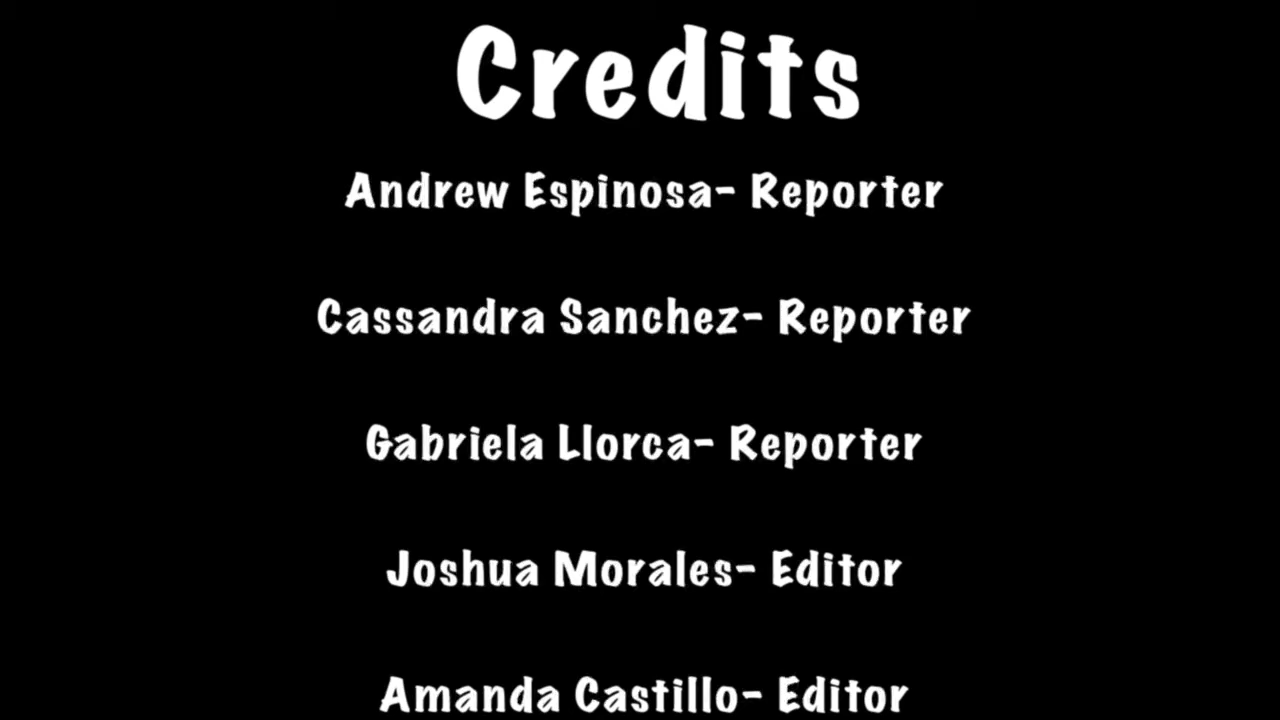 Credits
Andrew Espinosa- Reporter
Cassandra Sanchez- Reporter
Gabriela Llorca- Reporter
Joshua Morales- Editor
Amanda Castillo- Editor